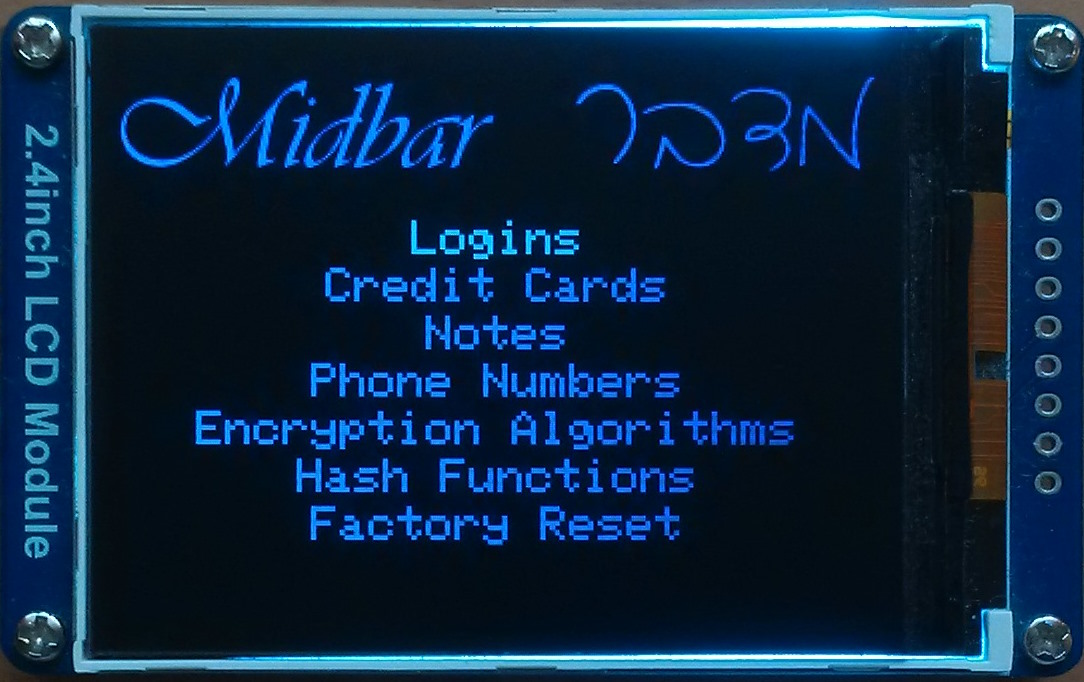 2.4inch LCD Module
Midbar מדבר
Logins
Credit Cards
Notes
Phone Numbers
Encryption Algorithms
Hash Functions
Factory Reset